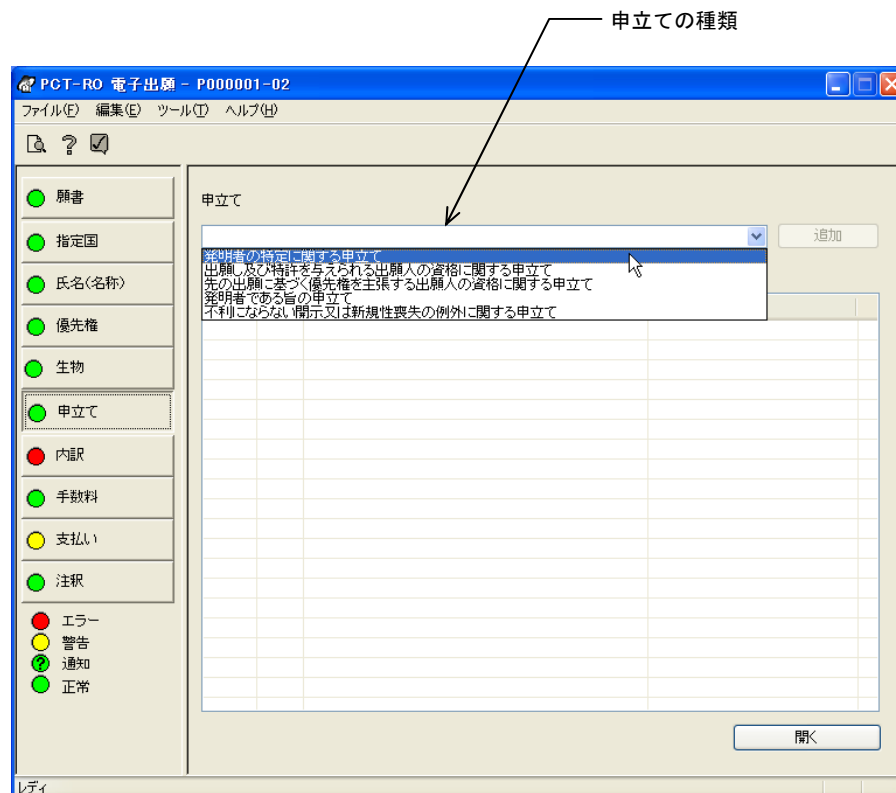 申立ての種類
PCT-RO 電子出願 - P000001-02
ファイル(F) 編集(E) ツール(T) ヘルプ(H)
願書
指定国
氏名(名称)
優先権
生物
申立て
内訳
手数料
支払い
注釈
エラー
警告
通知
正常
申立て
追加
発明者の特定に関する申立て
出願し及び特許を与えられる出願人の資格に関する申立て
先の出願に基づく優先権を主張する出願人の資格に関する申立て
発明者である旨の申立て
不利にならない開示又は新規性喪失の例外に関する申立て
開く
レディ